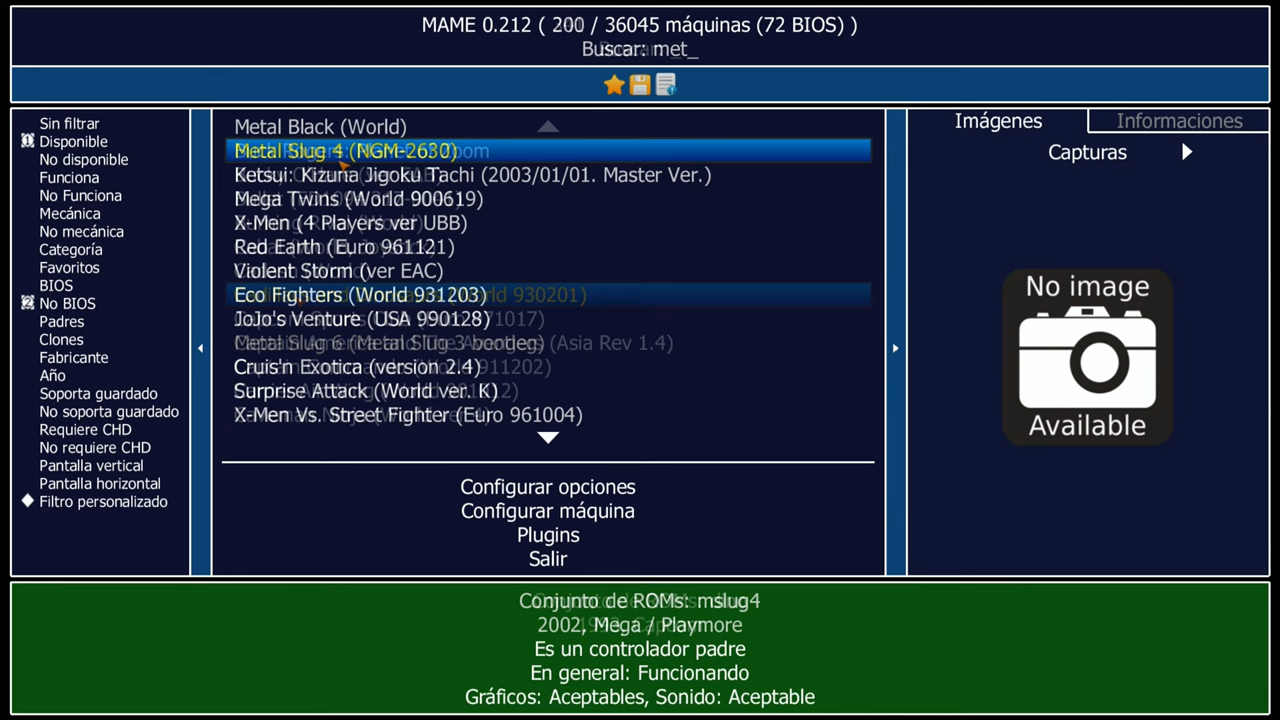 MAME 0.212 ( 200 / 36045 máquinas (72 BIOS) )
Buscar: met_
Sin filtrar
Disponible
No disponible
Funciona
No Funciona
Mecánica
No mecánica
Categoría
Favoritos
BIOS
No BIOS
Padres
Clones
Fabricante
Año
Soporta guardado
No soporta guardado
Requiere CHD
No requiere CHD
Pantalla vertical
Pantalla horizontal
Filtro personalizado
Metal Black (World)
Metal Slug 4 (NGM-2630)
Ketsui: Kizuna Jigoku Tachi (2003/01/01. Master Ver.)
Mega Twins (World 900619)
X-Men (4 Players ver UBB)
Red Earth (Euro 961121)
Violent Storm (ver EAC)
Eco Fighters (World 931203)
JoJo's Venture (USA 990128)
Metal Slug 6 (Metal Slug 3 bootleg)
Cruis'n Exotica (version 2.4)
Surprise Attack (World ver. K)
X-Men Vs. Street Fighter (Euro 961004)
Configurar opciones
Configurar máquina
Plugins
Salir
Imágenes
Informaciones
Capturas
No image
Available
Conjunto de ROMs: mslug4
2002, Mega / Playmore
Es un controlador padre
En general: Funcionando
Gráficos: Aceptables, Sonido: Aceptable